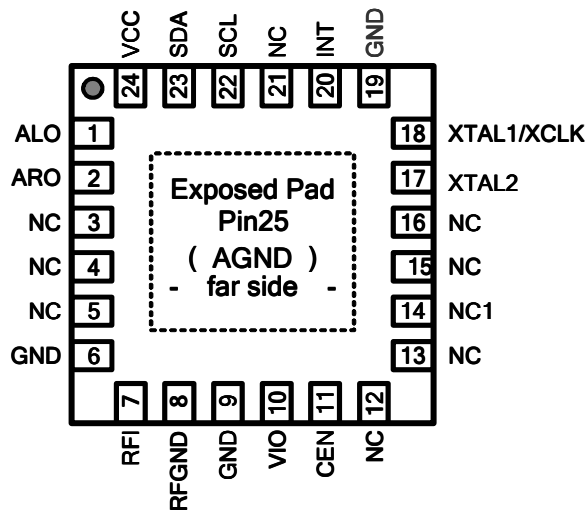 VCC SDA SCL NC INT GND
24 23 22 21 20 19
ALO 1
ARO 2
NC 3
NC 4
NC 5
GND 6
18 XTAL1/XCLK
17 XTAL2
16 NC
15 NC
14 NC1
13 NC
Exposed Pad
Pin25
( AGND )
- far side -
7 8 9 10 11 12
RFI RFGND GND VIO CEN NC